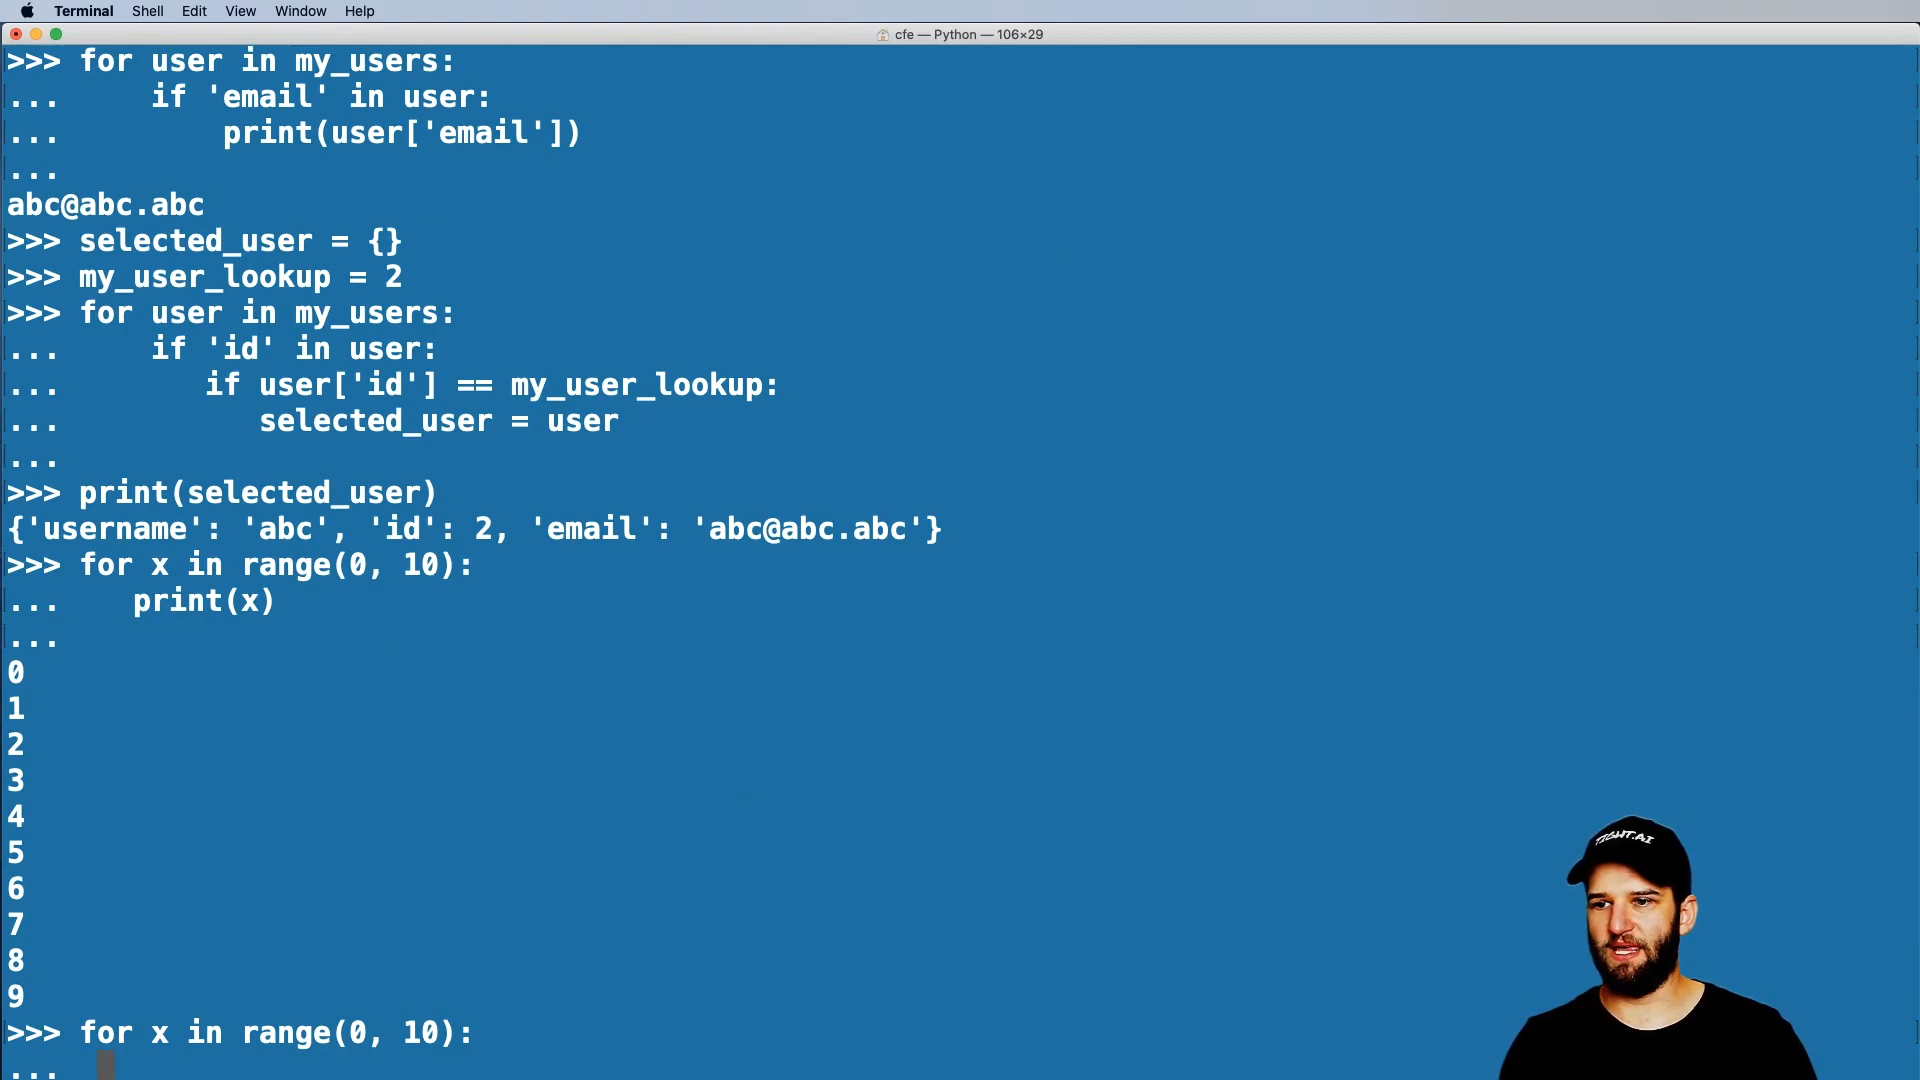 Terminal Shell Edit View Window Help
cfe — Python — 106×29
>>> for user in my_users:
...     if 'email' in user:
...         print(user['email'])
...
abc@abc.abc
>>> selected_user = {}
>>> my_user_lookup = 2
>>> for user in my_users:
...     if 'id' in user:
...        if user['id'] == my_user_lookup:
...           selected_user = user
...
>>> print(selected_user)
{'username': 'abc', 'id': 2, 'email': 'abc@abc.abc'}
>>> for x in range(0, 10):
...    print(x)
...
0
1
2
3
4
5
6
7
8
9
>>> for x in range(0, 10):
...
TIGHT.AI